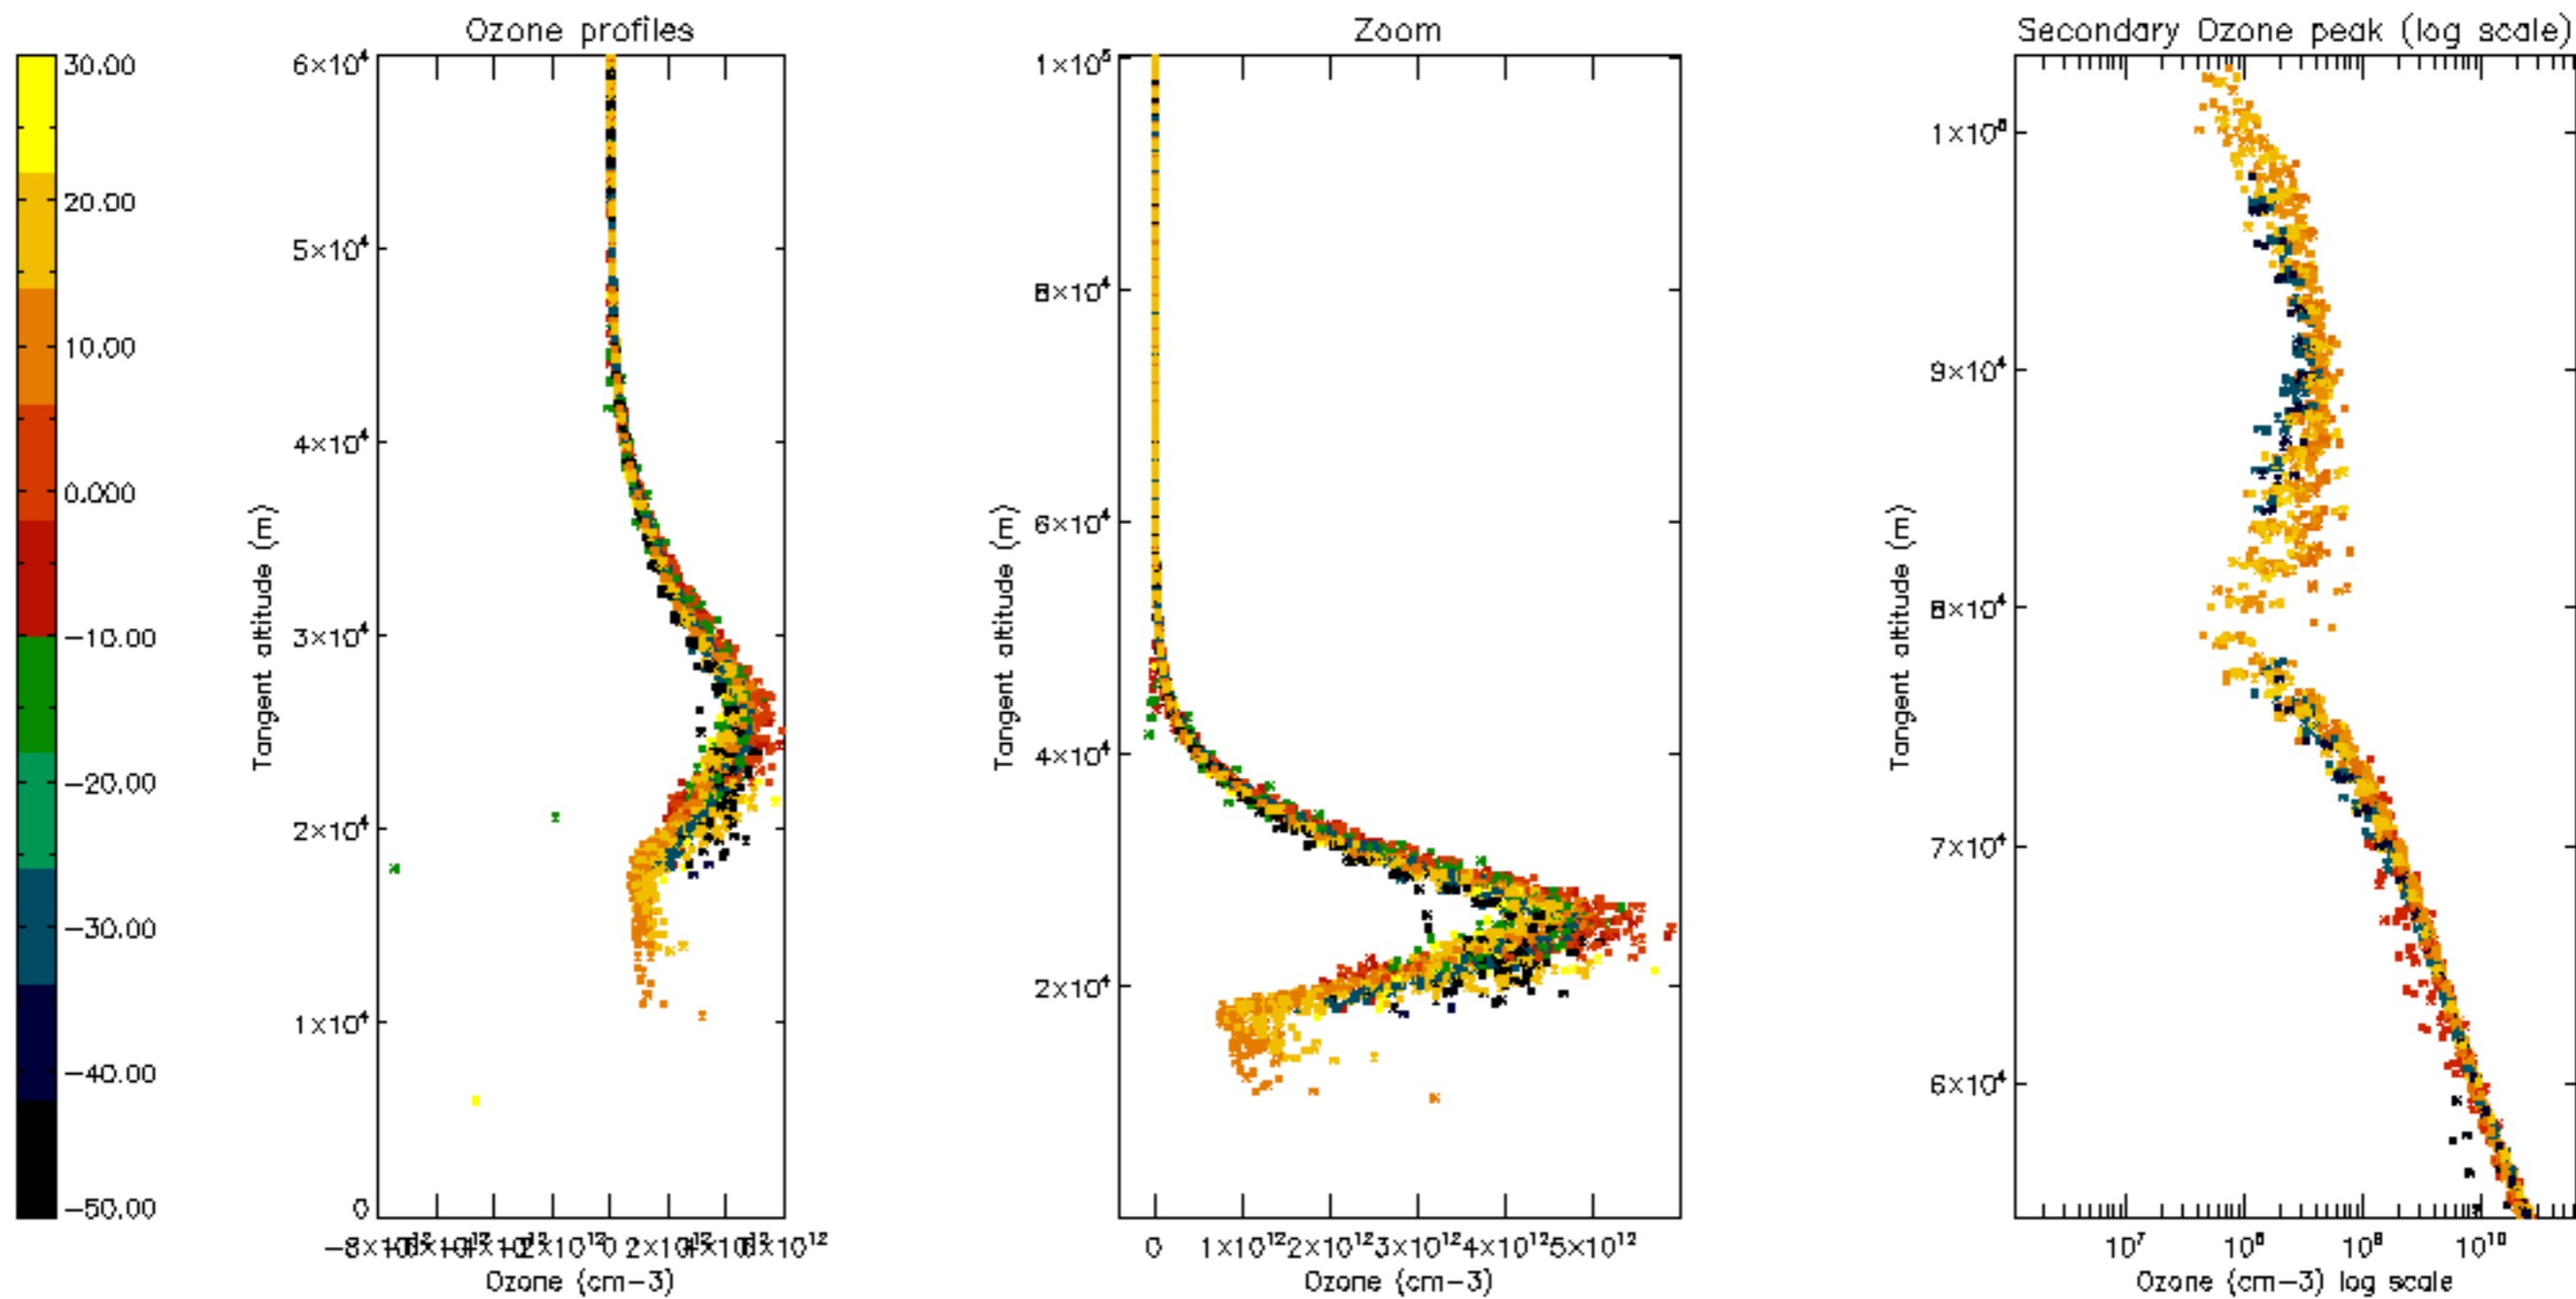 Ozone profiles
Zoom
Secondary Ozone peak (log scale)
30.00
20.00
10.00
0.000
−10.00
−20.00
−30.00
−40.00
−50.00
Tangent altitude (m)
6×10⁴
5×10⁴
4×10⁴
3×10⁴
2×10⁴
1×10⁴
0
0 2×10¹²
Ozone (cm−3)
Tangent altitude (m)
1×10⁵
8×10⁴
6×10⁴
4×10⁴
2×10⁴
0 1×10¹² 2×10¹² 3×10¹² 4×10¹² 5×10¹²
Ozone (cm−3)
Tangent altitude (m)
9×10⁴
8×10⁴
7×10⁴
6×10⁴
10⁷ 10⁸ 10⁹ 10¹⁰
Ozone (cm−3) log scale